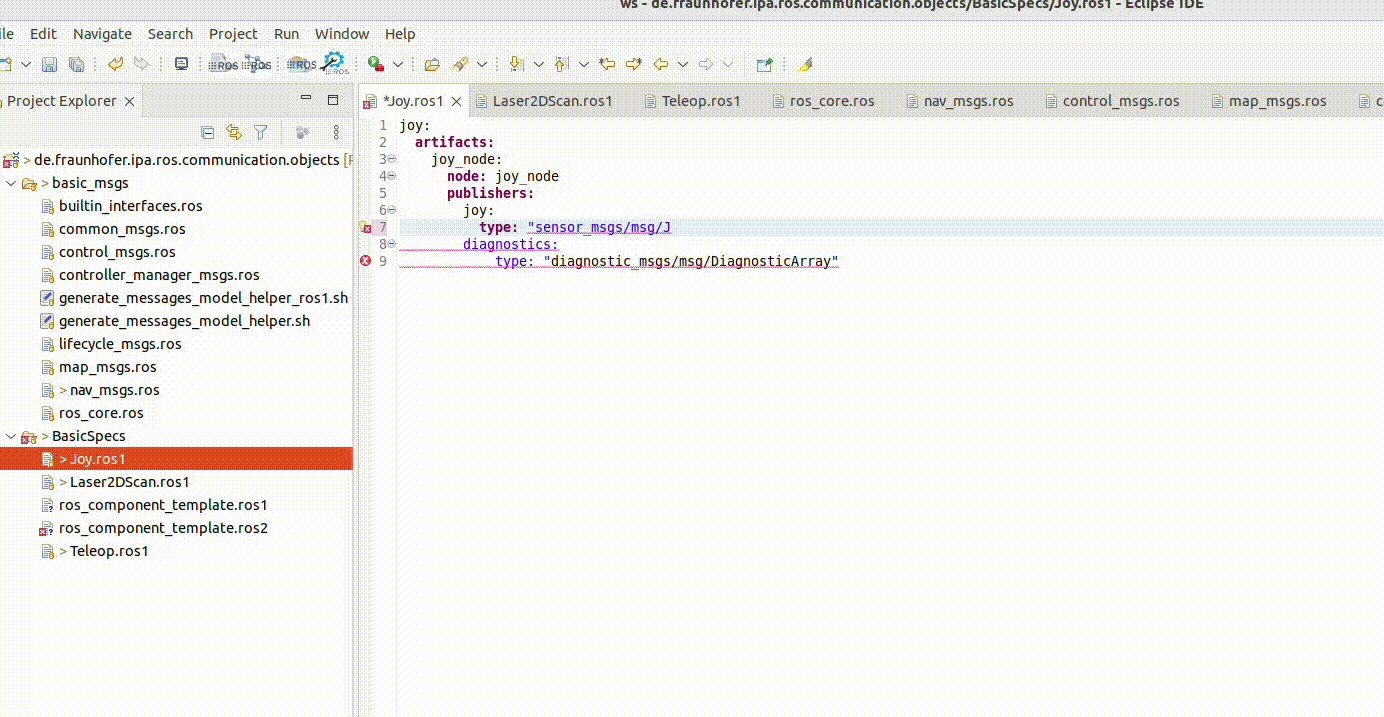 ws - de.fraunhofer.ipa.ros.communication.objects/BasicSpecs/Joy.ros1 - Eclipse IDE
ile Edit Navigate Search Project Run Window Help
ROS ROS ROS ROS
Project Explorer
*Joy.ros1 Laser2DScan.ros1 Teleop.ros1 ros_core.ros nav_msgs.ros control_msgs.ros map_msgs.ros c
> de.fraunhofer.ipa.ros.communication.objects [F
> basic_msgs
builtin_interfaces.ros
common_msgs.ros
control_msgs.ros
controller_manager_msgs.ros
generate_messages_model_helper_ros1.sh
generate_messages_model_helper.sh
lifecycle_msgs.ros
map_msgs.ros
> nav_msgs.ros
ros_core.ros
> BasicSpecs
> Joy.ros1
> Laser2DScan.ros1
ros_component_template.ros1
ros_component_template.ros2
> Teleop.ros1
1 joy:
2 artifacts:
3 joy_node:
4 node: joy_node
5 publishers:
6 joy:
7 type: "sensor_msgs/msg/J
8 diagnostics:
9 type: "diagnostic_msgs/msg/DiagnosticArray"